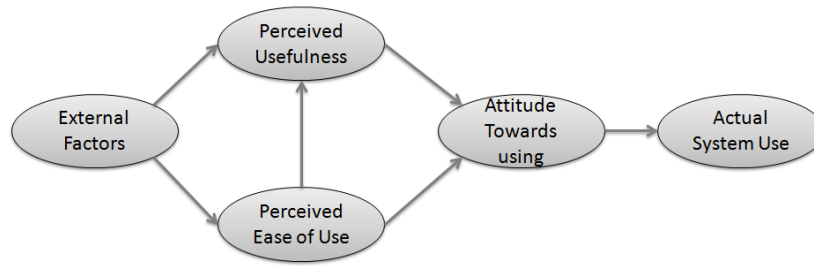 Perceived
Usefulness
External
Factors
Attitude
Towards
using
Actual
System Use
Perceived
Ease of Use